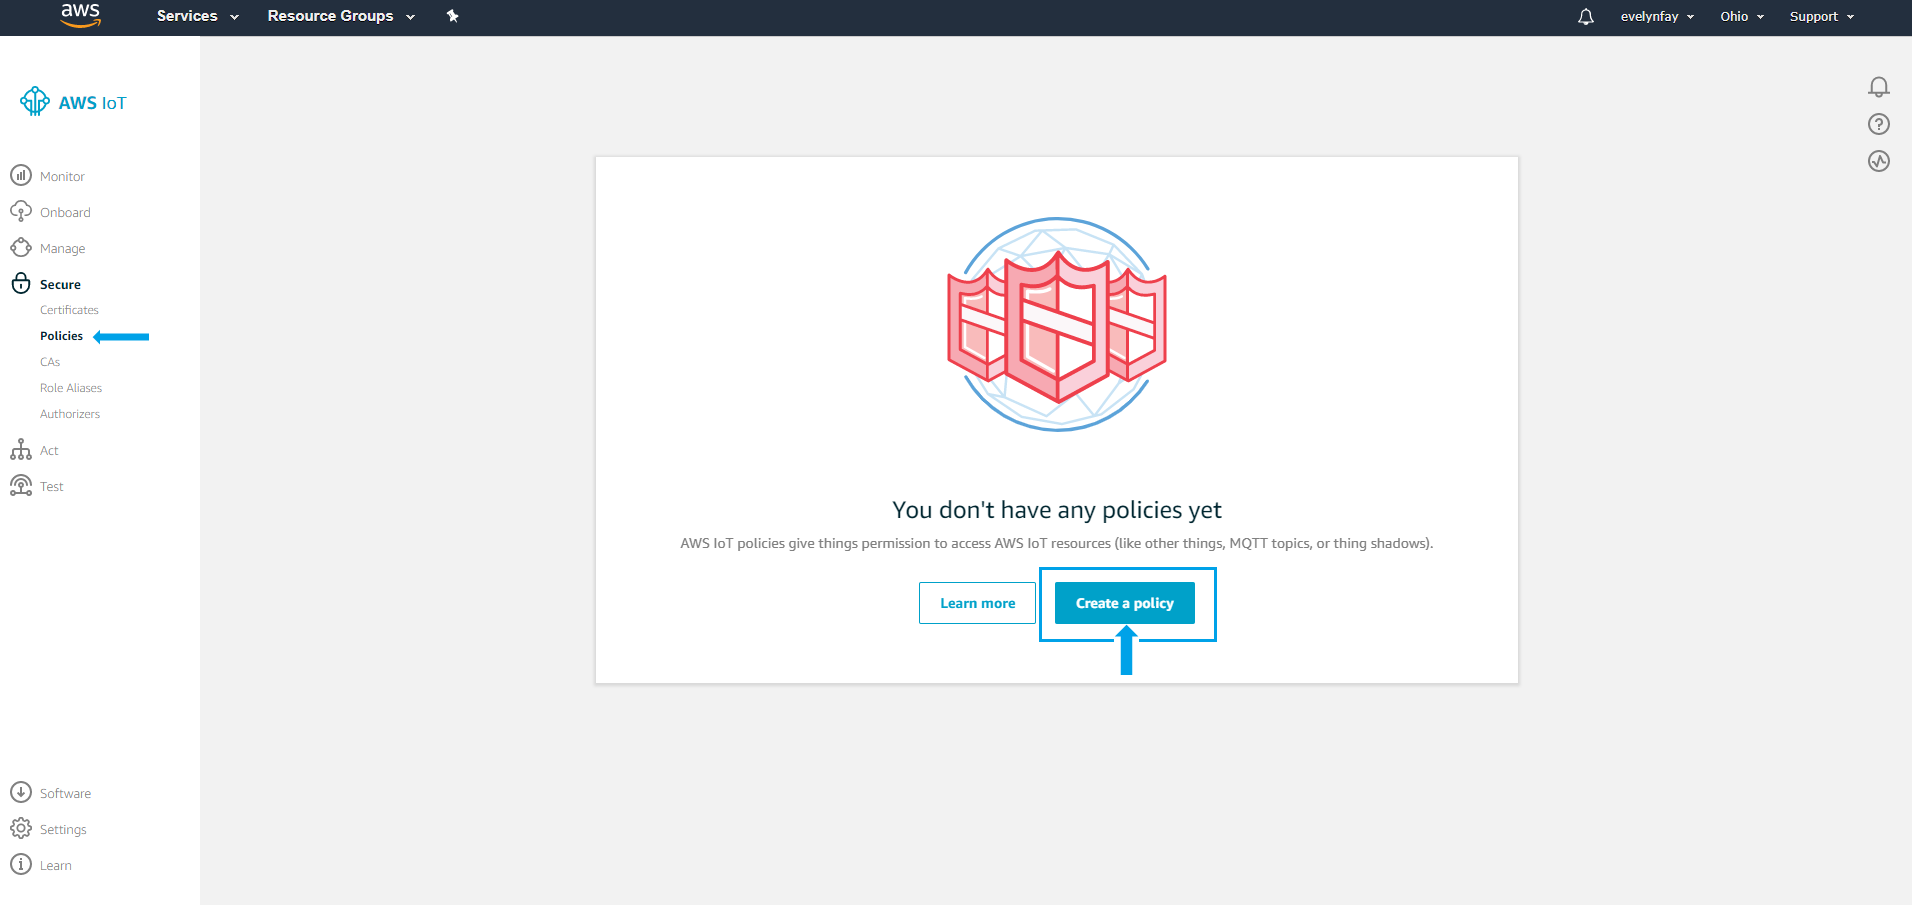 aws
Services
Resource Groups
evelynfay
Ohio
Support
AWS IoT
Monitor
Onboard
Manage
Secure
Certificates
Policies
CAs
Role Aliases
Authorizers
Act
Test
Software
Settings
Learn
You don't have any policies yet
AWS IoT policies give things permission to access AWS IoT resources (like other things, MQTT topics, or thing shadows).
Learn more
Create a policy